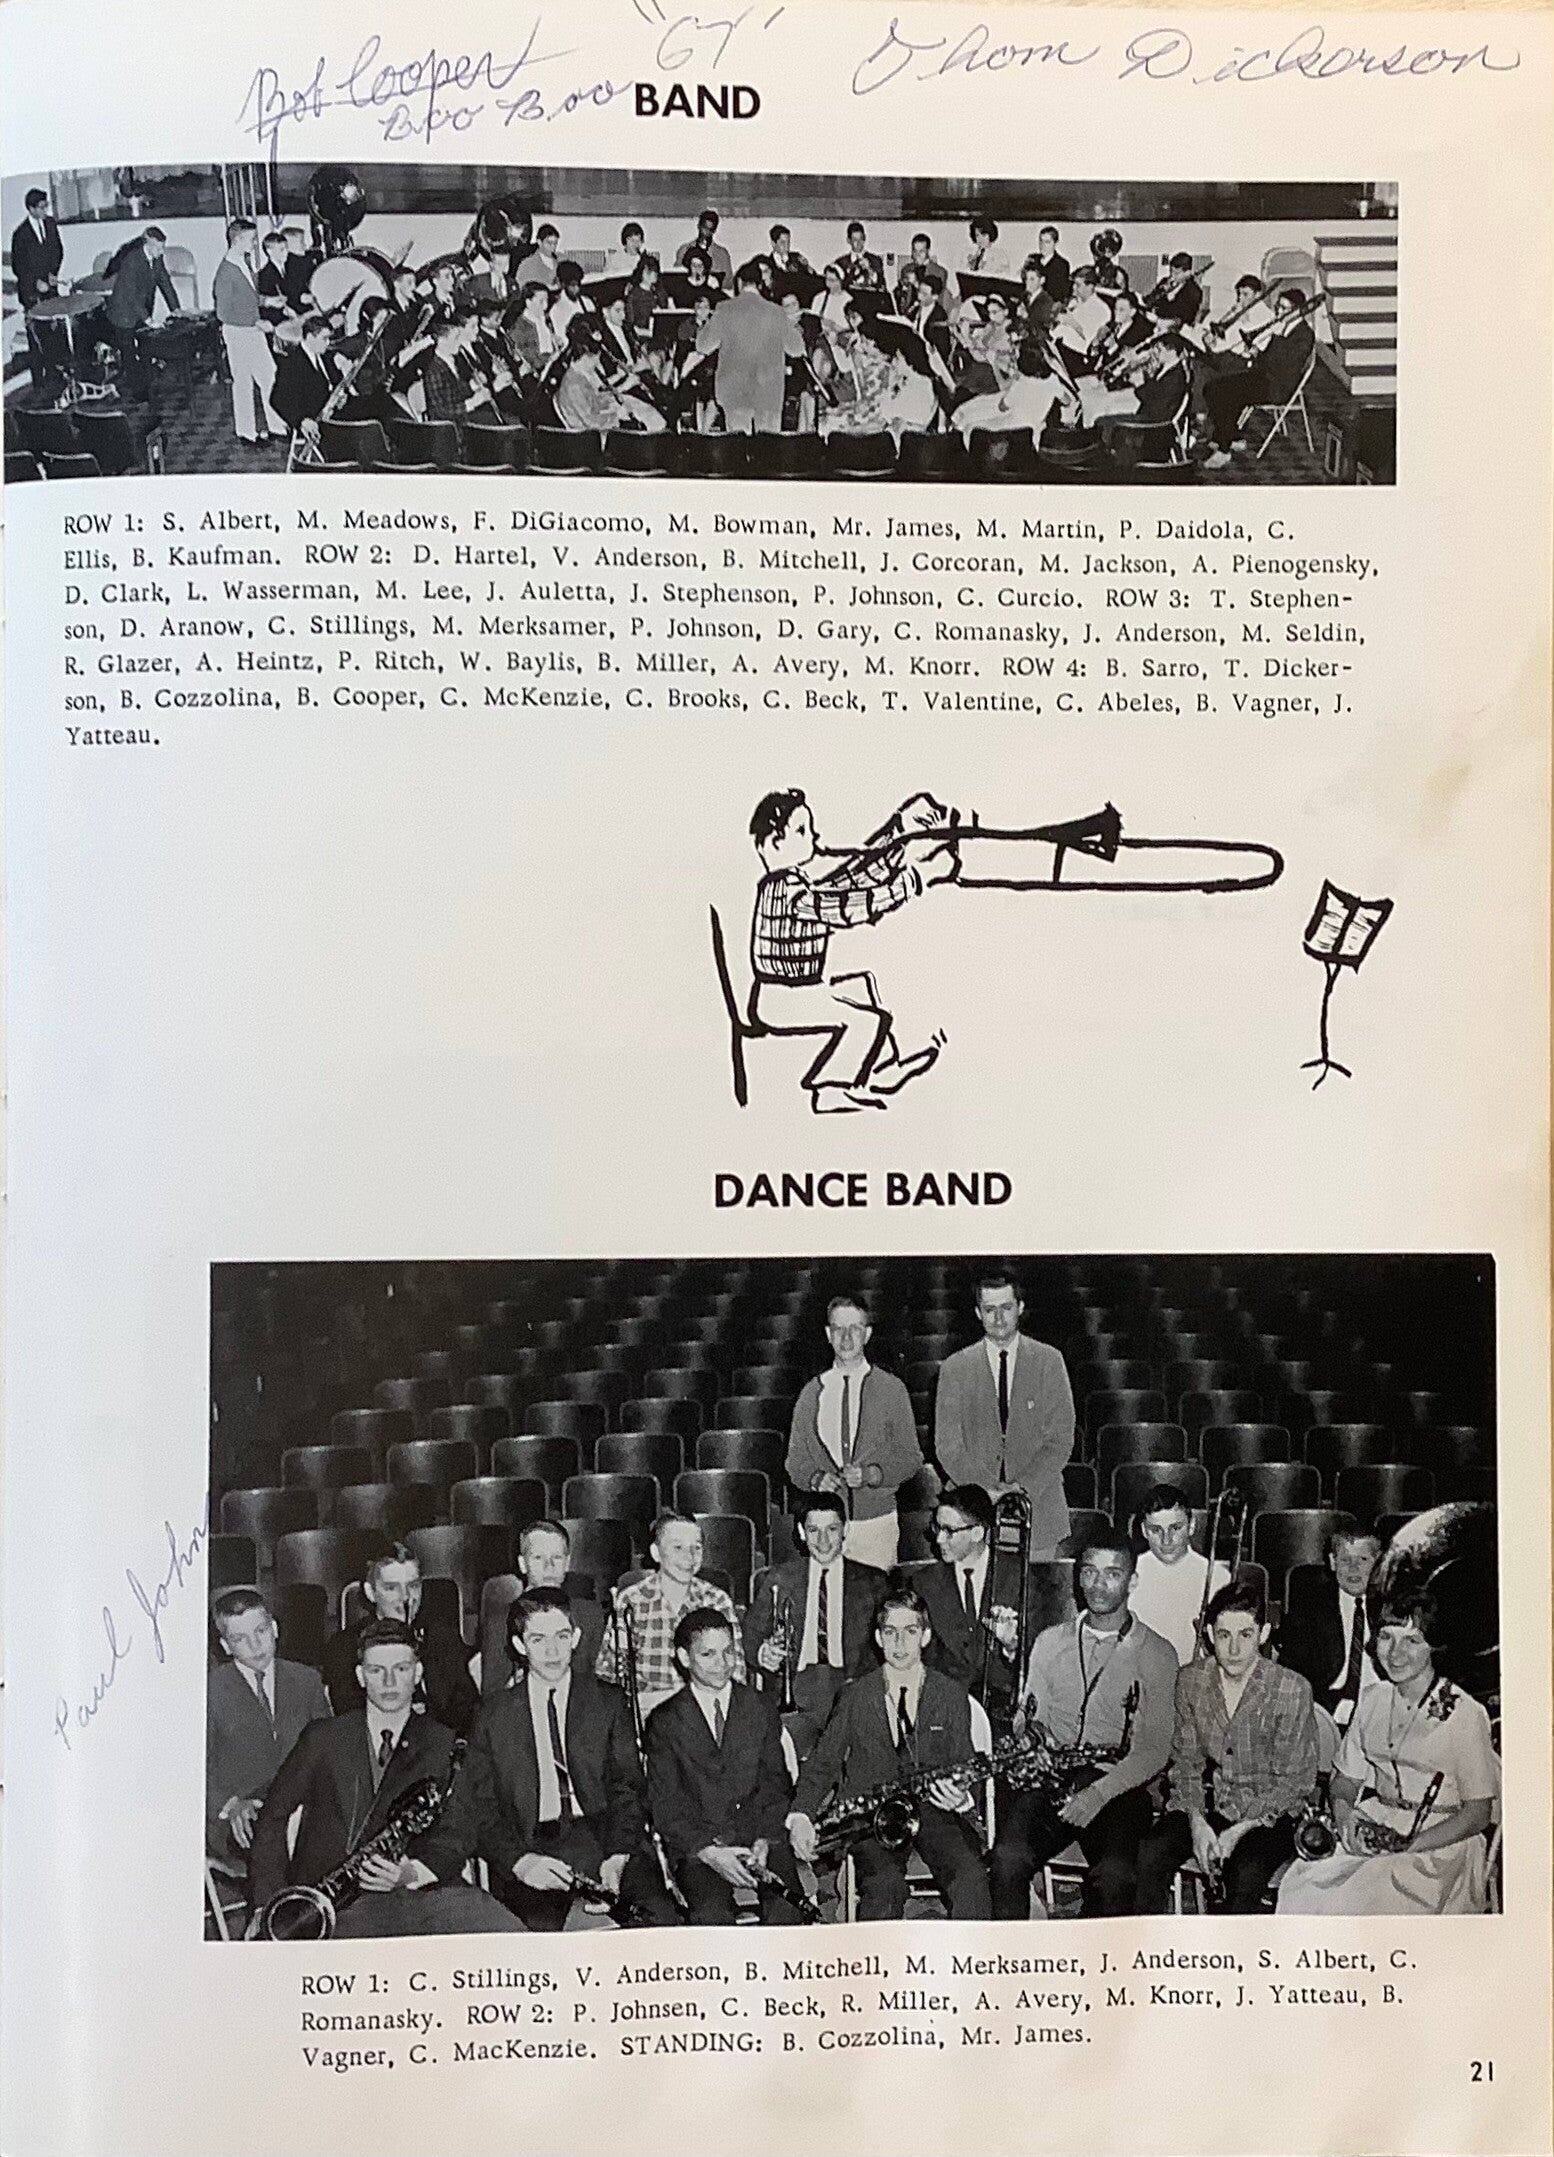 Bob Cooper "67" Thom Dickerson
Boo Boo
BAND
ROW 1: S. Albert, M. Meadows, F. DiGiacomo, M. Bowman, Mr. James, M. Martin, P. Daidola, C.
Ellis, B. Kaufman. ROW 2: D. Hartel, V. Anderson, B. Mitchell, J. Corcoran, M. Jackson, A. Pienogensky,
D. Clark, L. Wasserman, M. Lee, J. Auletta, J. Stephenson, P. Johnson, C. Curcio. ROW 3: T. Stephen-
son, D. Aranow, C. Stillings, M. Merksamer, P. Johnson, D. Gary, C. Romanasky, J. Anderson, M. Seldin,
R. Glazer, A. Heintz, P. Ritch, W. Baylis, B. Miller, A. Avery, M. Knorr. ROW 4: B. Sarro, T. Dicker-
son, B. Cozzolina, B. Cooper, C. McKenzie, C. Brooks, C. Beck, T. Valentine, C. Abeles, B. Vagner, J.
Yatteau.
DANCE BAND
Paul
ROW 1: C. Stillings, V. Anderson, B. Mitchell, M. Merksamer, J. Anderson, S. Albert, C.
Romanasky. ROW 2: P. Johnsen, C. Beck, R. Miller, A. Avery, M. Knorr, J. Yatteau, B.
Vagner, C. MacKenzie. STANDING: B. Cozzolina, Mr. James.
21